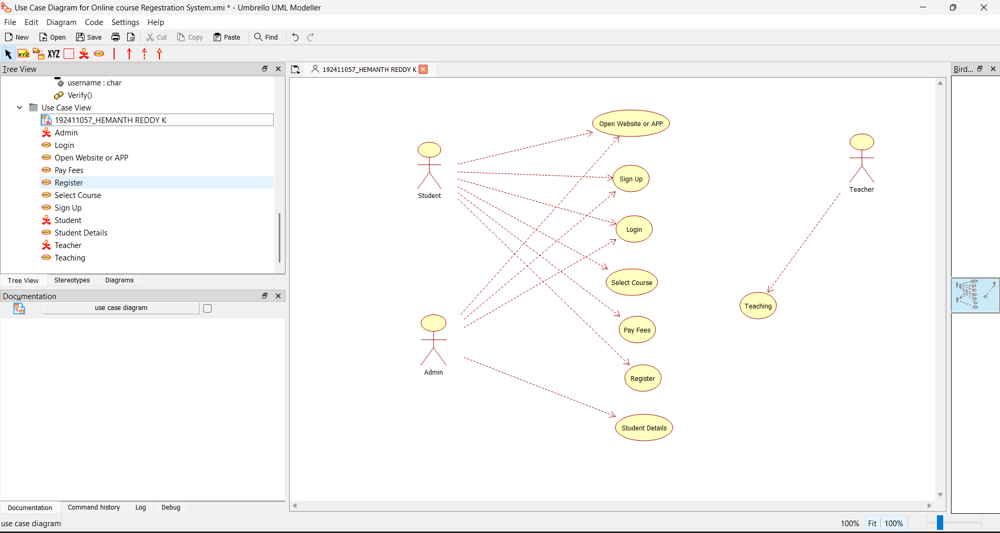 Use Case Diagram for Online course Regestration System.xmi * - Umbrello UML Modeller
File Edit Diagram Code Settings Help
New Open Save Cut Copy Paste Find
XYZ XYZ XYZ ABC
Tree View
192411057_HEMANTH REDDY K
Bird...
username : char
Verify()
Use Case View
192411057_HEMANTH REDDY K
Admin
Login
Open Website or APP
Pay Fees
Register
Select Course
Sign Up
Student
Student Details
Teacher
Teaching
Tree View Stereotypes Diagrams
Documentation
use case diagram
Documentation Command history Log Debug
Open Website or APP
Sign Up
Teacher
Student
Login
Select Course
Teaching
Pay Fees
Admin
Register
Student Details
use case diagram
100% Fit 100%